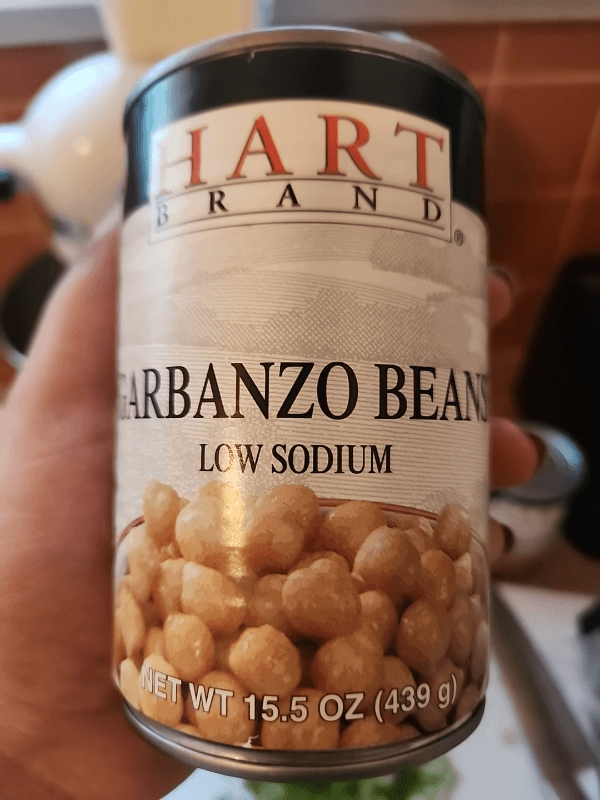 HART
BRAND
®
GARBANZO BEANS
LOW SODIUM
NET WT 15.5 OZ (439 g)